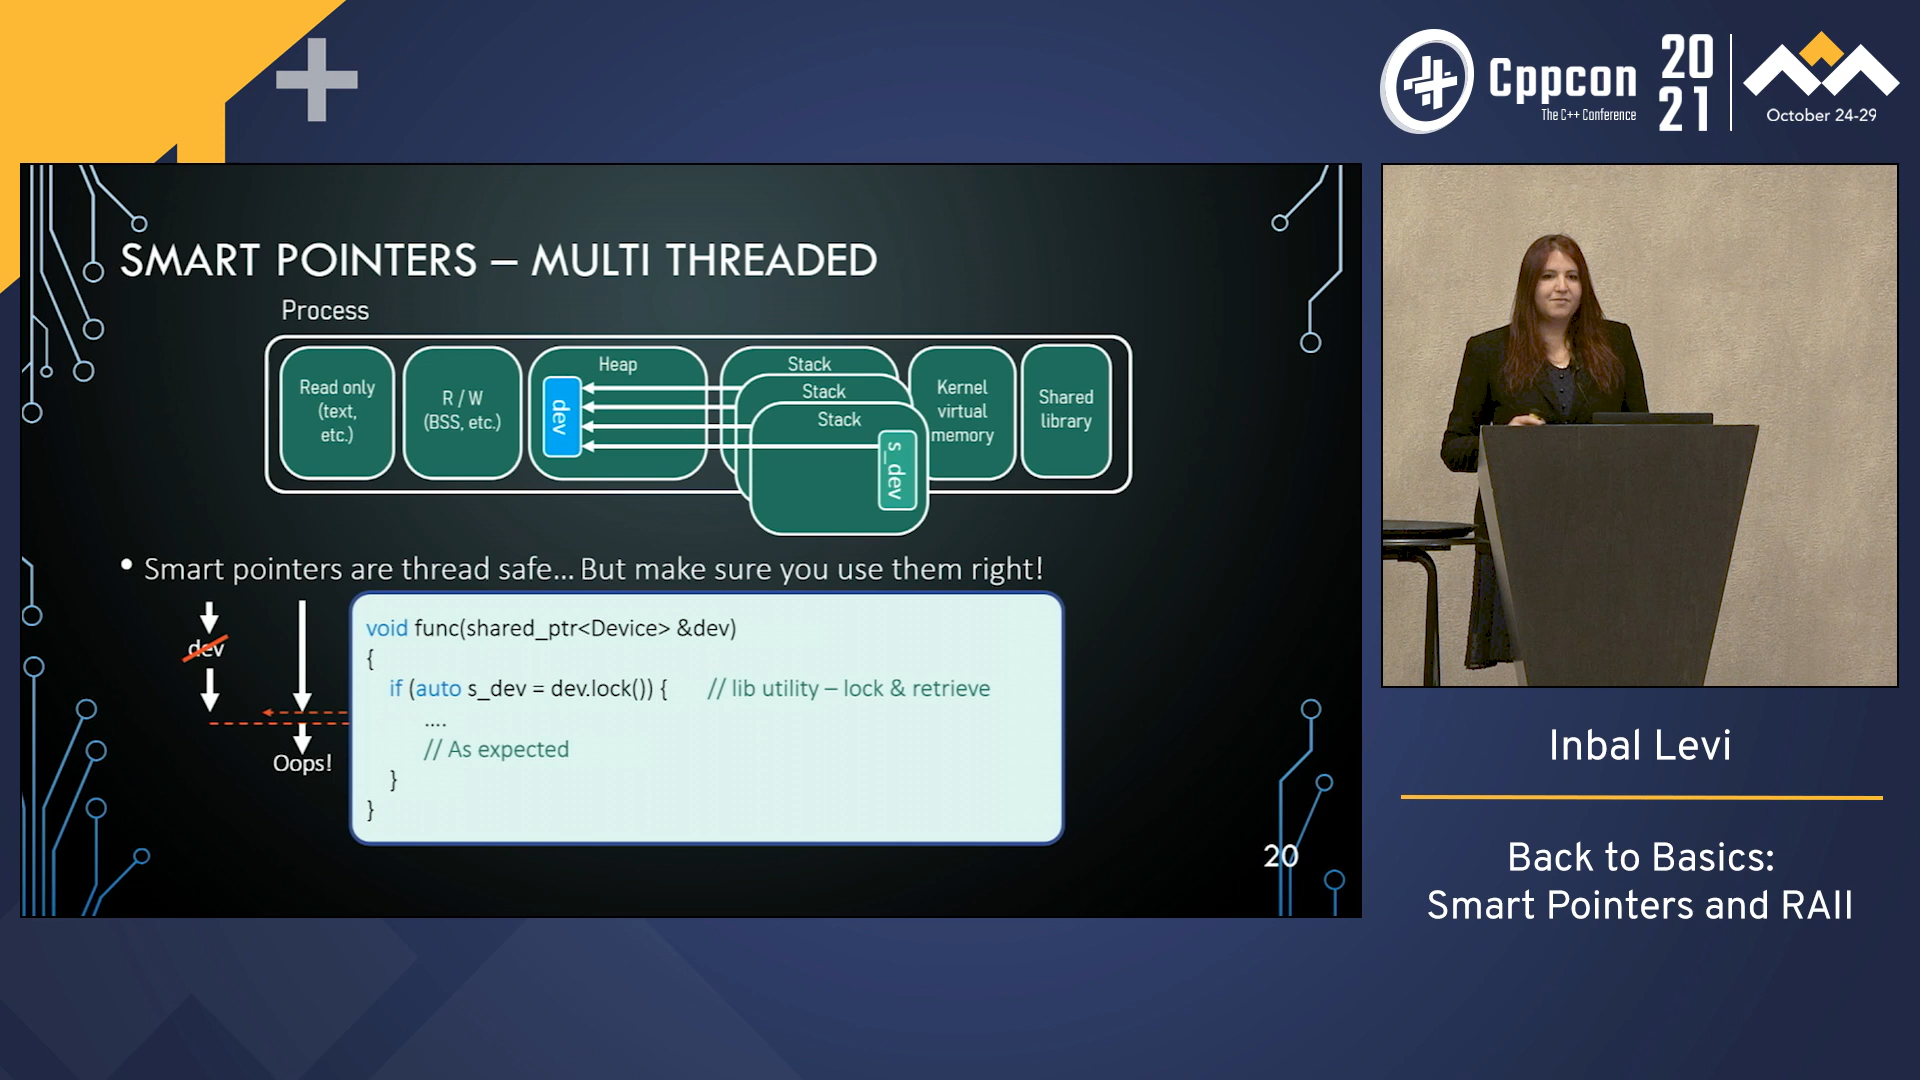 Cppcon
The C++ Conference
20
21
October 24-29
SMART POINTERS – MULTI THREADED
Process
Read only
(text,
etc.)
R / W
(BSS, etc.)
Heap
dev
Stack
Stack
Stack
s_dev
Kernel
virtual
memory
Shared
library
• Smart pointers are thread safe... But make sure you use them right!
dev
Oops!
void func(shared_ptr<Device> &dev)
{
if (auto s_dev = dev.lock()) { // lib utility – lock & retrieve
....
// As expected
}
}
20
Inbal Levi
Back to Basics:
Smart Pointers and RAII